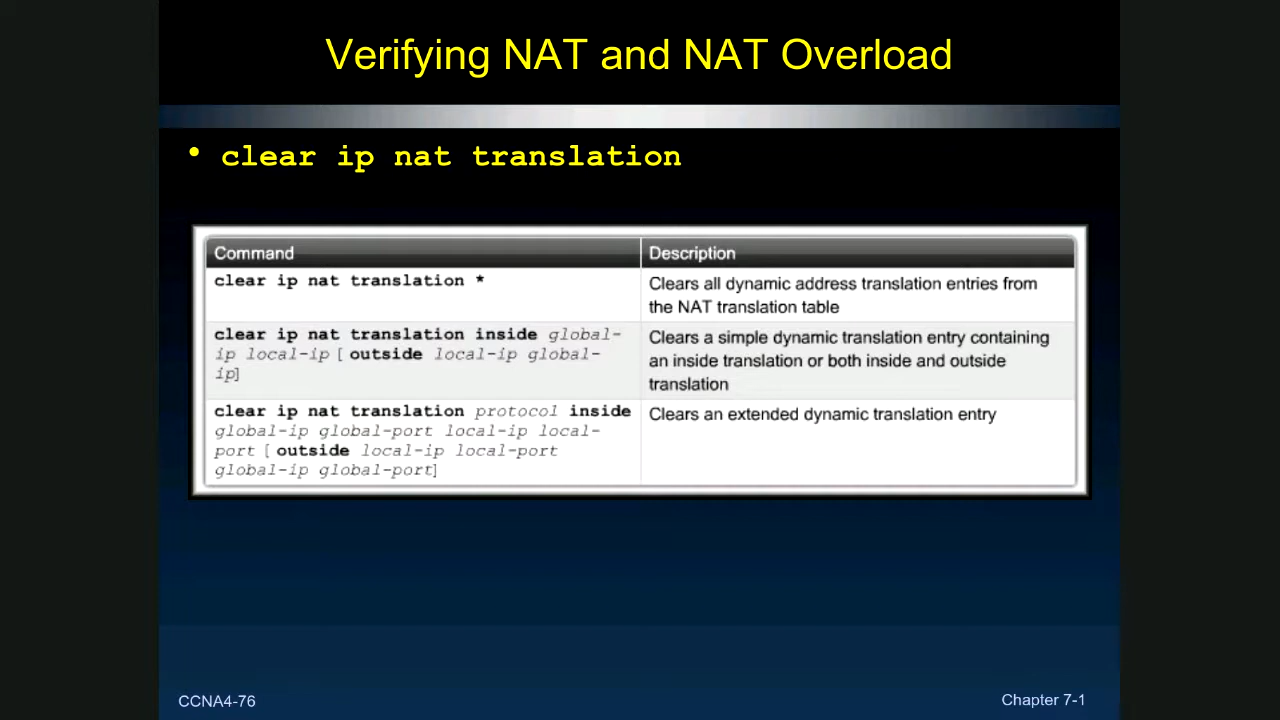 Verifying NAT and NAT Overload
• clear ip nat translation
Command
Description
clear ip nat translation *
Clears all dynamic address translation entries from
the NAT translation table
clear ip nat translation inside global-
ip local-ip [ outside local-ip global-
ip]
Clears a simple dynamic translation entry containing
an inside translation or both inside and outside
translation
clear ip nat translation protocol inside
global-ip global-port local-ip local-
port [ outside local-ip local-port
global-ip global-port]
Clears an extended dynamic translation entry
CCNA4-76
Chapter 7-1